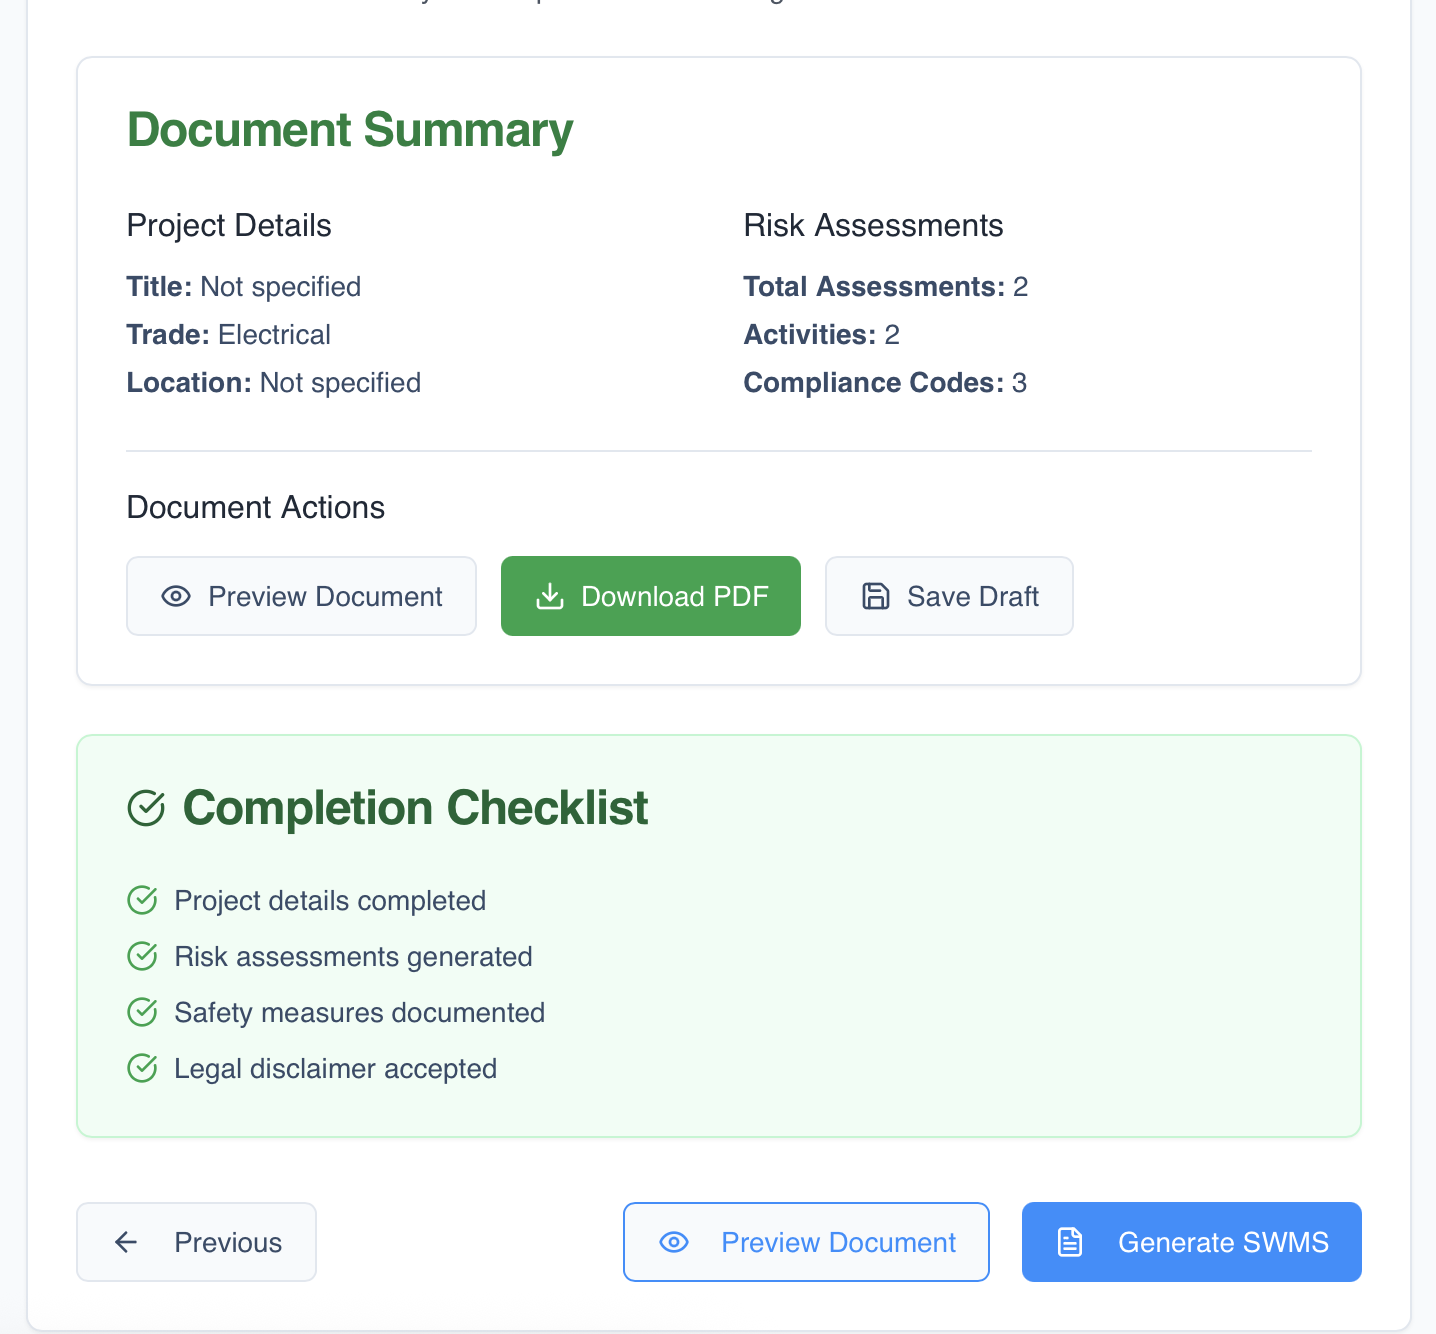 Document Summary
Project Details
Title: Not specified
Trade: Electrical
Location: Not specified
Risk Assessments
Total Assessments: 2
Activities: 2
Compliance Codes: 3
Document Actions
Preview Document
Download PDF
Save Draft
Completion Checklist
Project details completed
Risk assessments generated
Safety measures documented
Legal disclaimer accepted
Previous
Preview Document
Generate SWMS